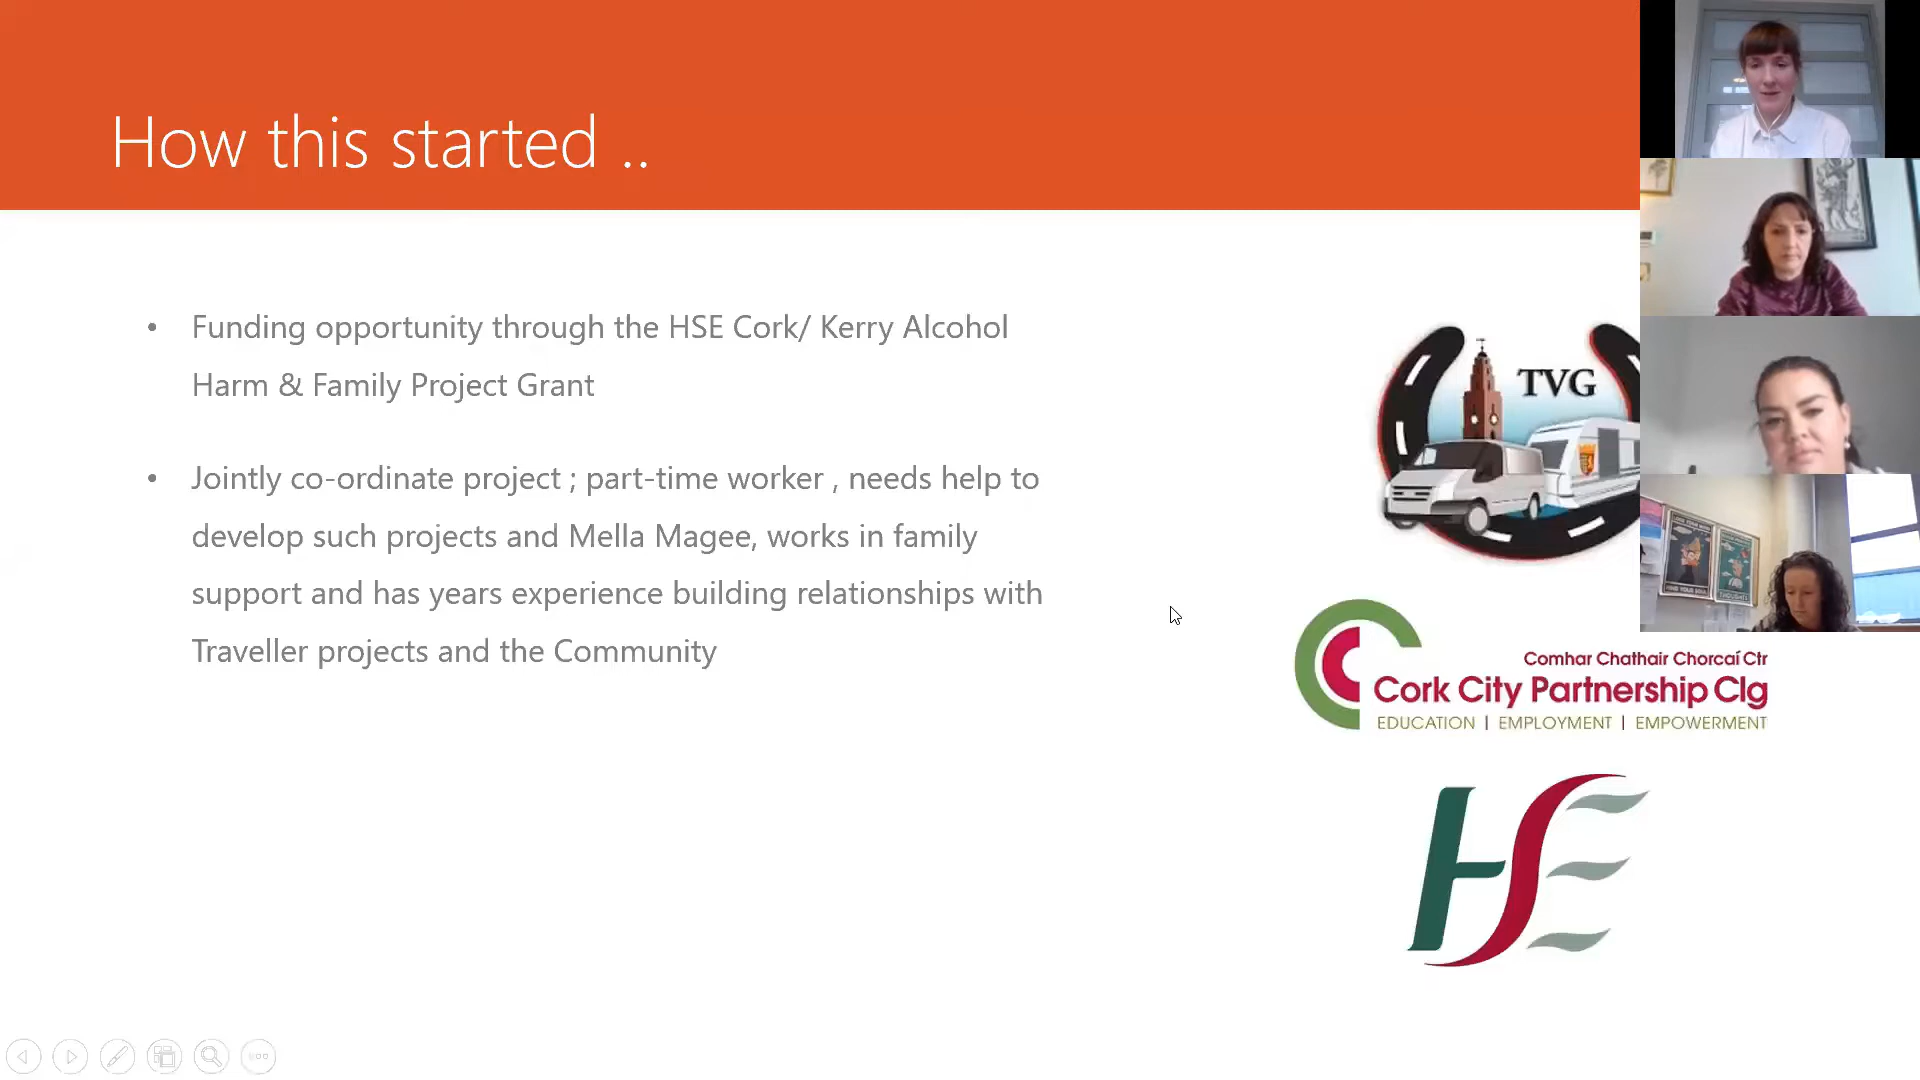 How this started ..
• Funding opportunity through the HSE Cork/ Kerry Alcohol
Harm & Family Project Grant
• Jointly co-ordinate project ; part-time worker , needs help to
develop such projects and Mella Magee, works in family
support and has years experience building relationships with
Traveller projects and the Community
TVG
Comhar Chathair Chorcaí Ctr
Cork City Partnership Clg
EDUCATION | EMPLOYMENT | EMPOWERMENT
HSE